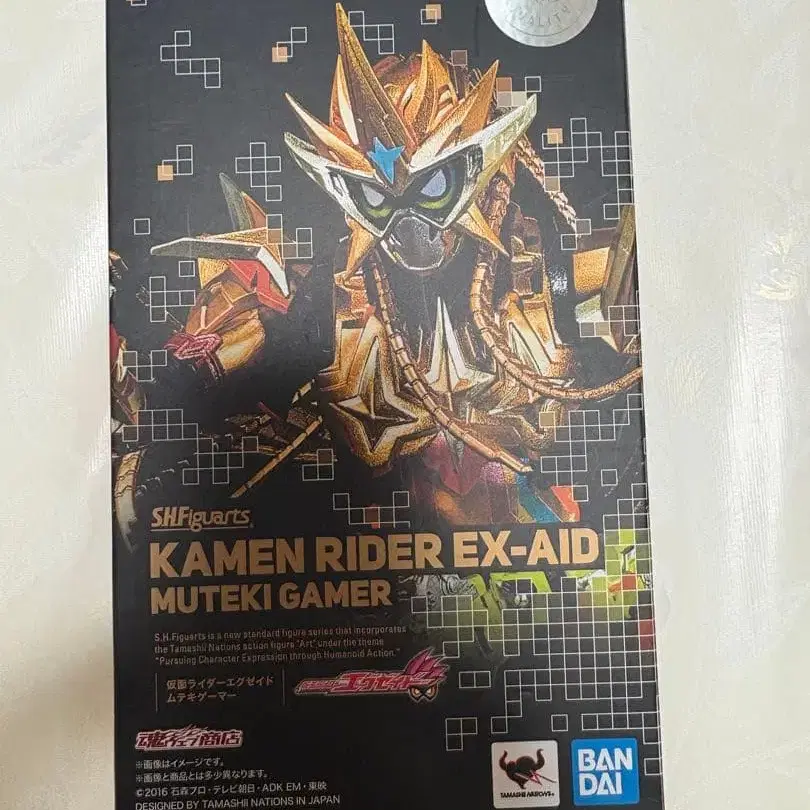 QUALITY
S.H.Figuarts
KAMEN RIDER EX-AID
MUTEKI GAMER
S.H.Figuarts is a new standard figure series that incorporates
the Tamashii Nations action figure "Art" under the theme
"Pursuing Character Expression through Humanoid Action."
仮面ライダーエグゼイド
ムテキゲーマー
仮面ライダーエグゼイド
魂ウェブ商店
※画像はイメージです。
※画像と商品とは多少異なります。
©2016 石森プロ・テレビ朝日・ADK EM・東映
DESIGNED BY TAMASHII NATIONS IN JAPAN
TAMASHII NATIONS
BAN
DAI